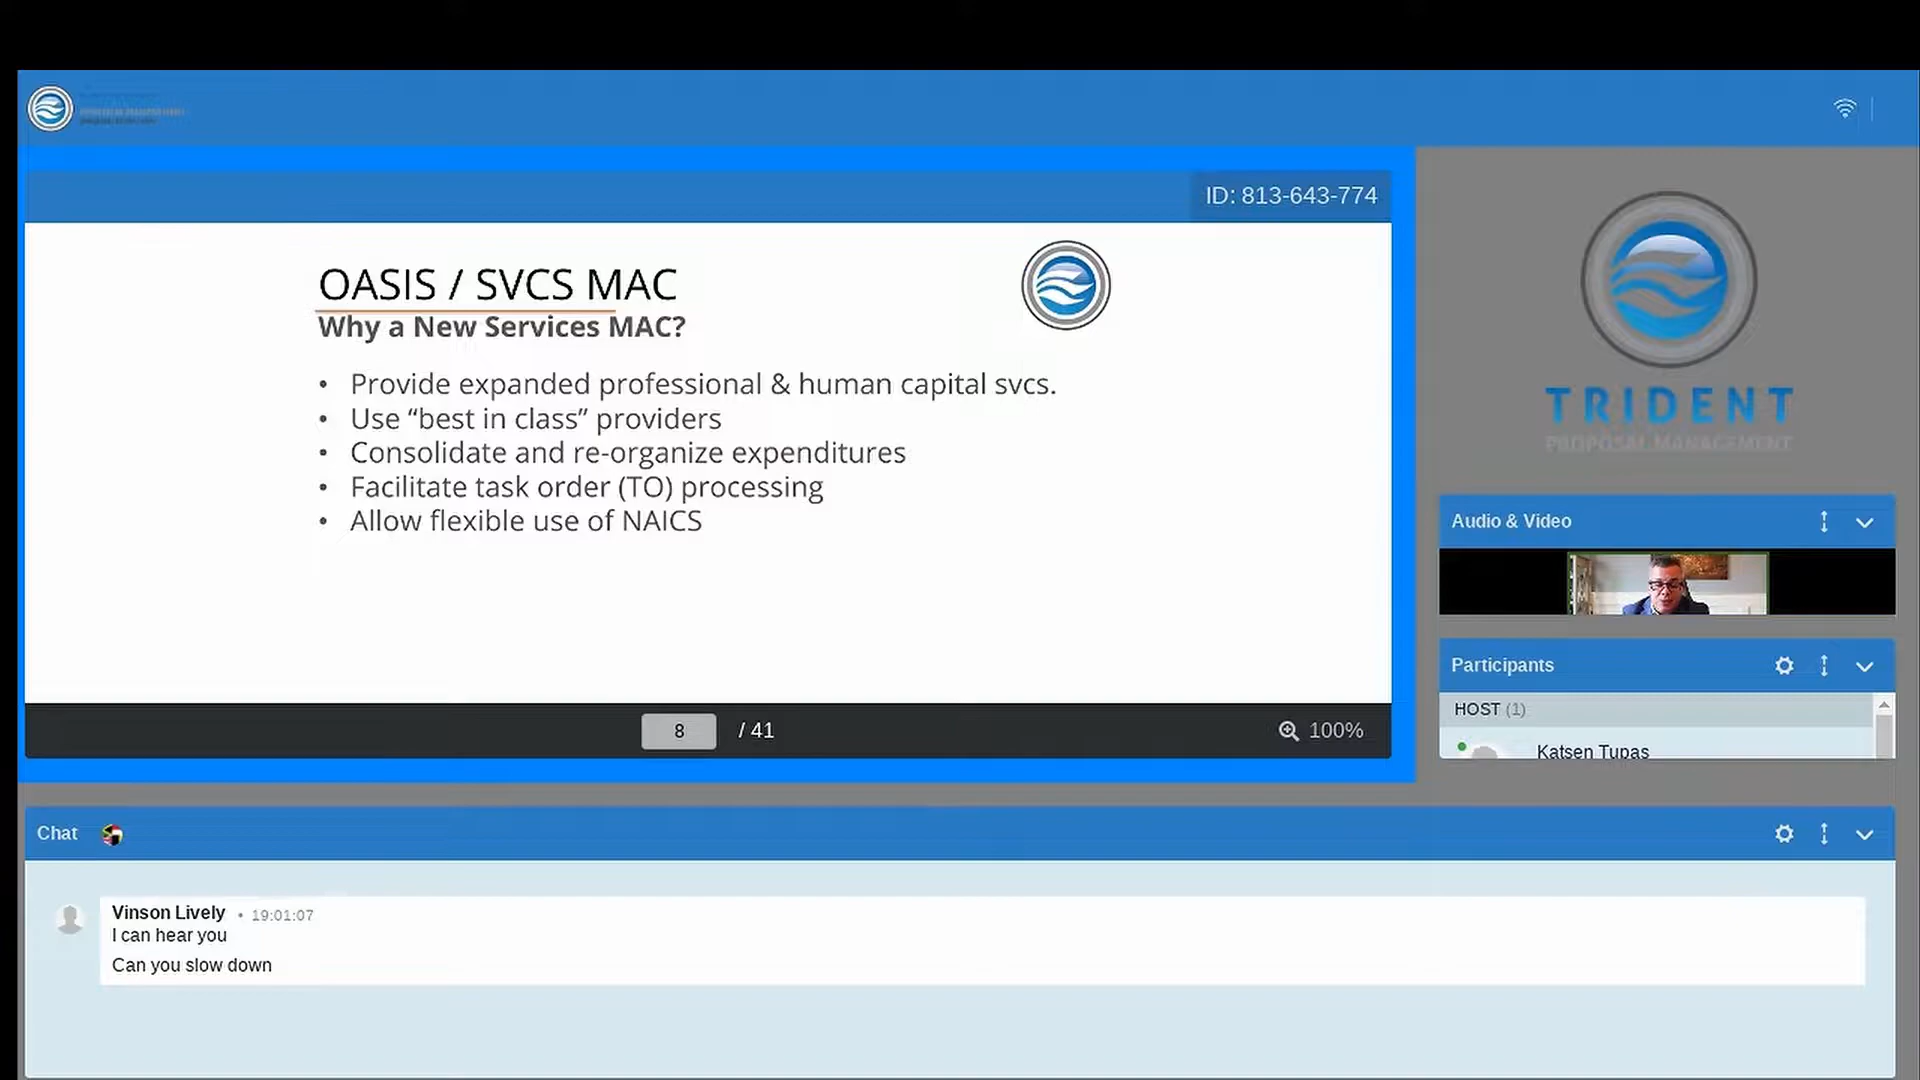 ID: 813-643-774
OASIS / SVCS MAC
Why a New Services MAC?
• Provide expanded professional & human capital svcs.
• Use “best in class” providers
• Consolidate and re-organize expenditures
• Facilitate task order (TO) processing
• Allow flexible use of NAICS
8 / 41
100%
TRIDENT
PROPOSAL MANAGEMENT
Audio & Video
Participants
HOST (1)
Katsen Tupas
Chat
Vinson Lively • 19:01:07
I can hear you
Can you slow down